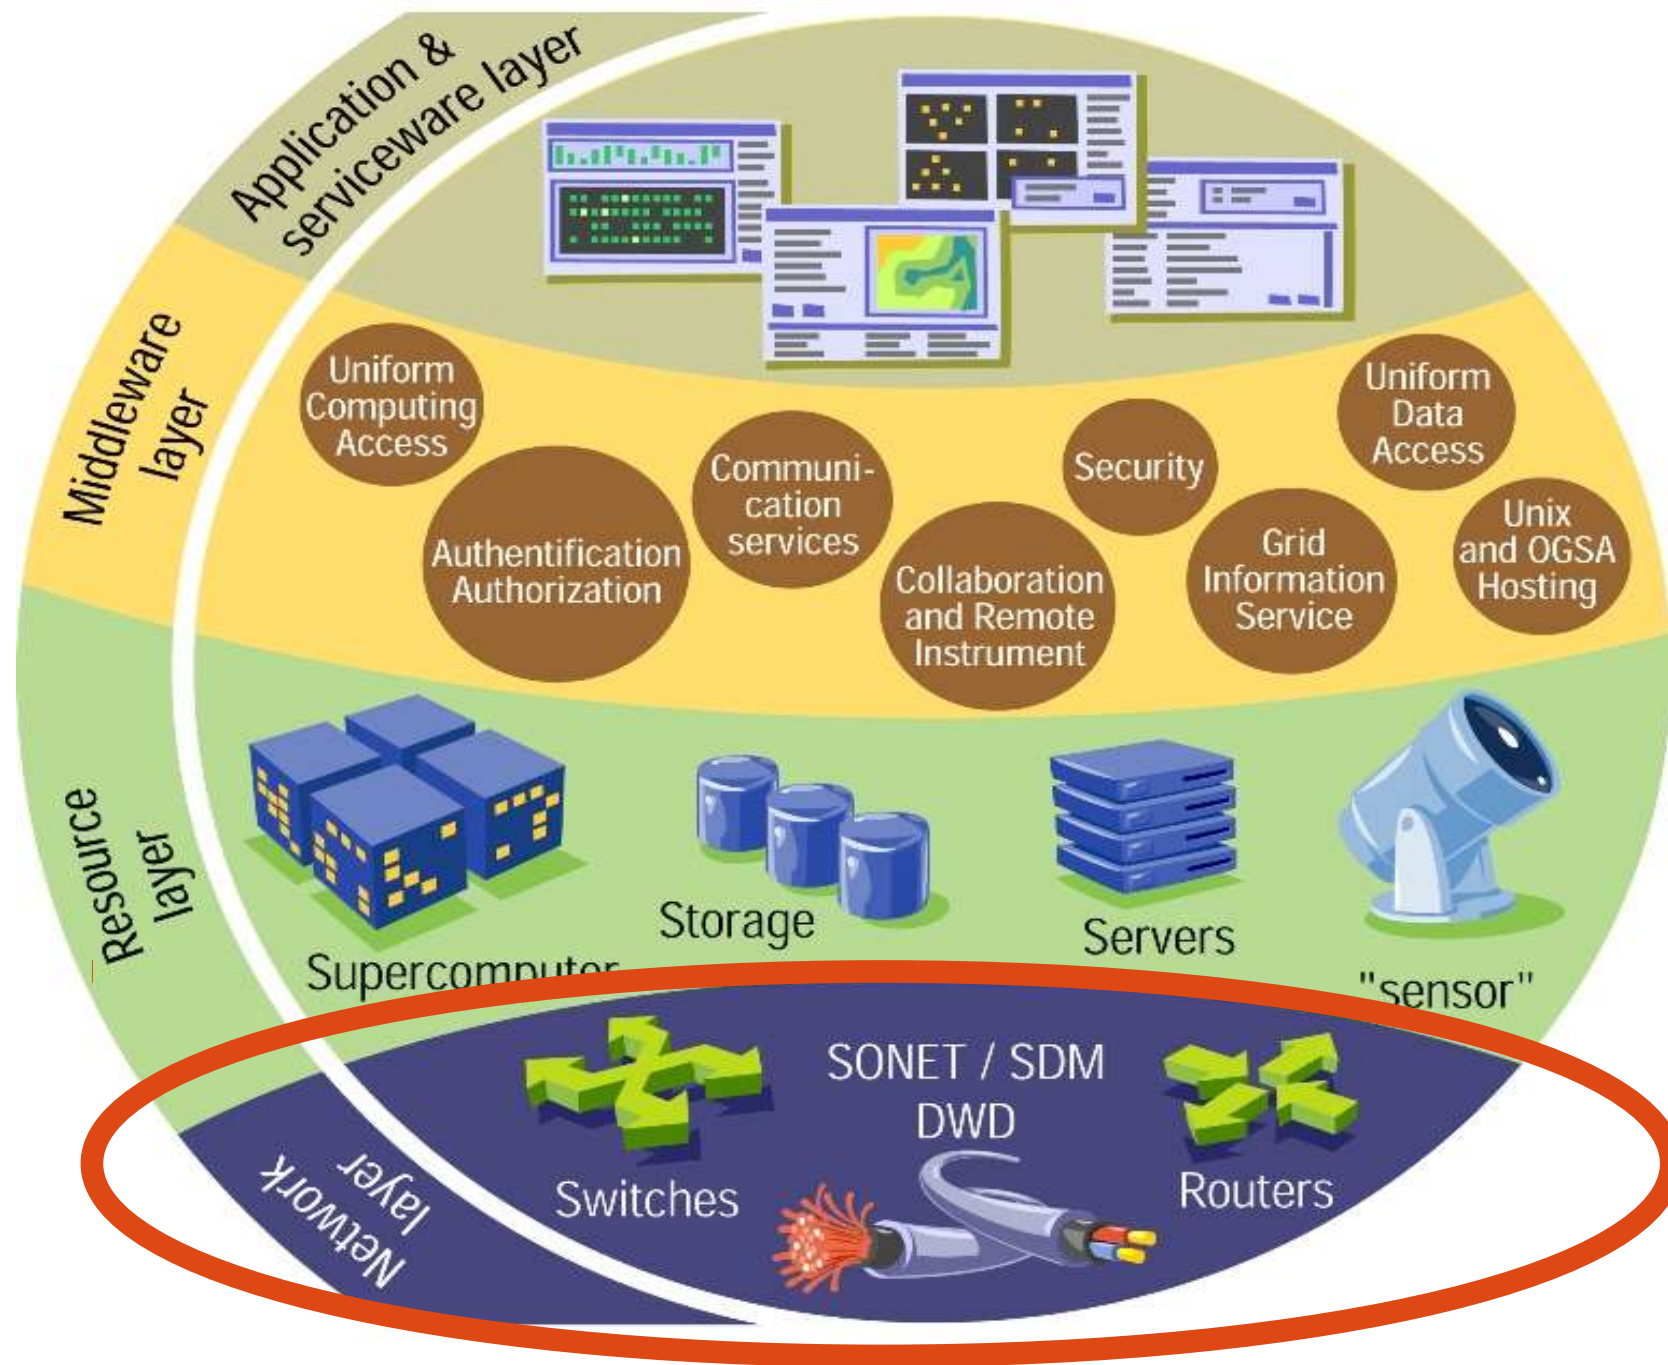 Application &
serviceware layer
Middleware
layer
Uniform
Computing
Access
Authentification
Authorization
Communi-
cation
services
Collaboration
and Remote
Instrument
Security
Grid
Information
Service
Uniform
Data
Access
Unix
and OGSA
Hosting
Resource
layer
Supercomputer
Storage
Servers
"sensor"
Network
layer
Switches
SONET / SDM
DWD
Routers